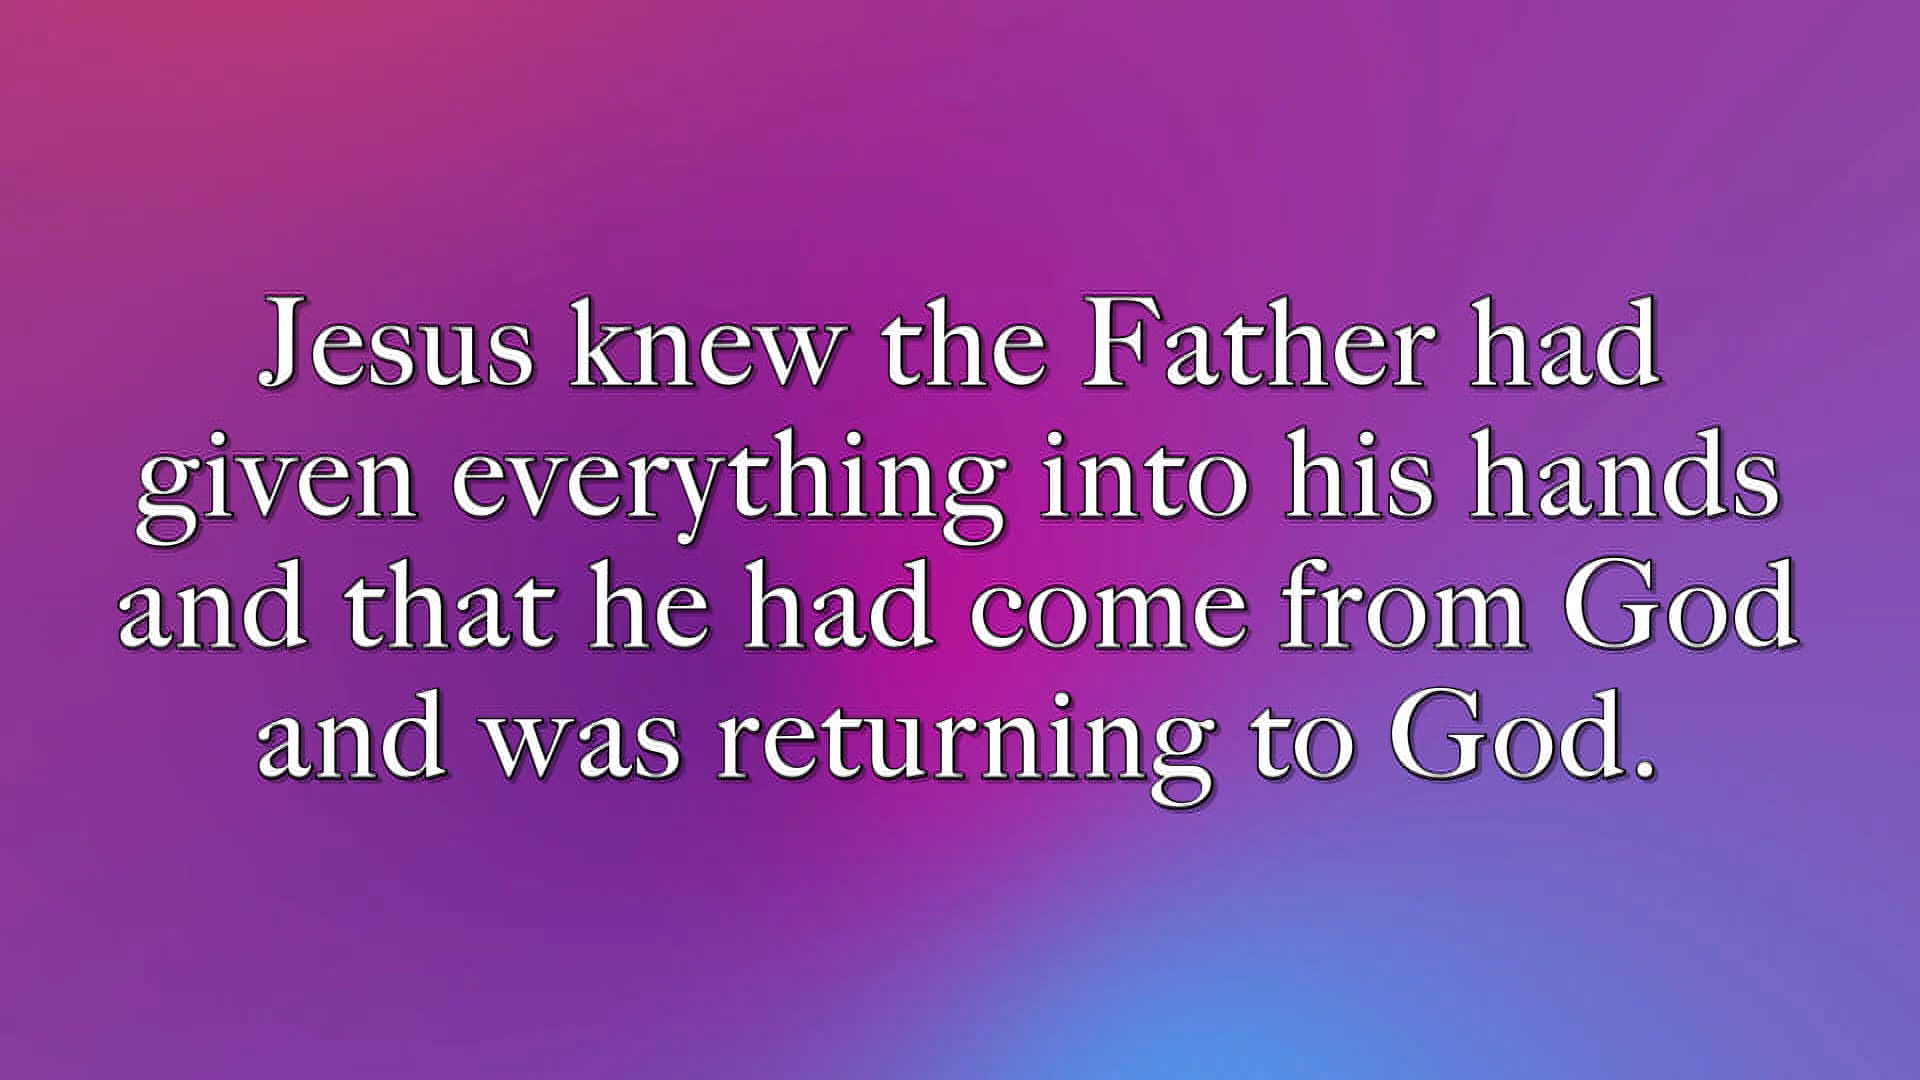 Jesus knew the Father had
given everything into his hands
and that he had come from God
and was returning to God.